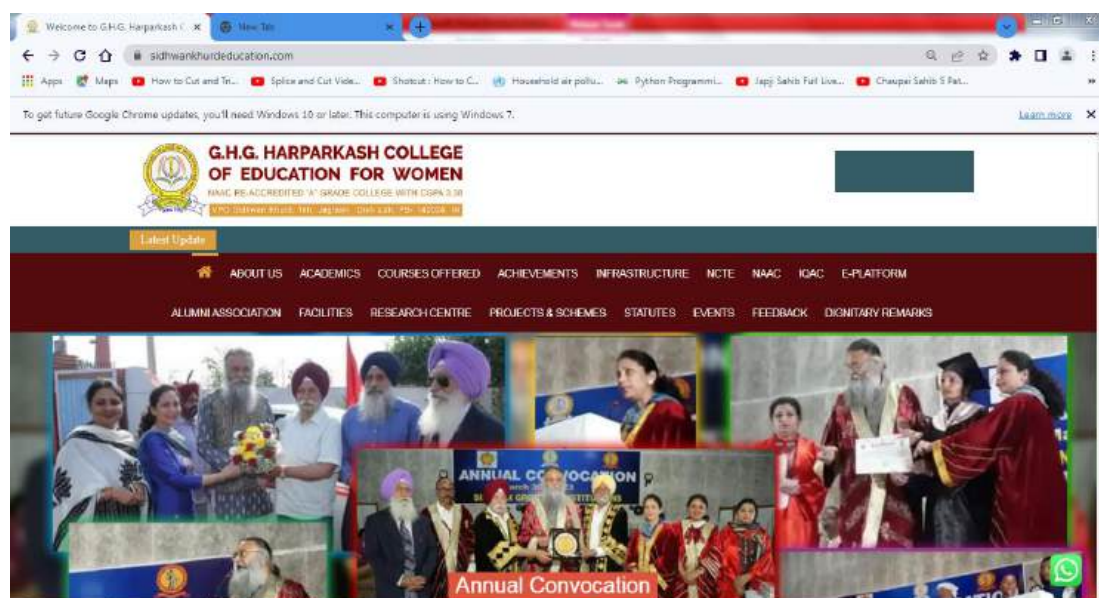 Welcome to G.H.G. Harparkash C
New Tab
sidhwankhurdeducation.com
Apps
Maps
How to Cut and Tri...
Splice and Cut Vide...
Shotcut : How to C...
Household air pollu...
Python Programmi...
Japji Sahib Full Live...
Chaupai Sahib 5 Pat...
To get future Google Chrome updates, you'll need Windows 10 or later. This computer is using Windows 7.
Learn more
G.H.G. HARPARKASH COLLEGE
OF EDUCATION FOR WOMEN
NAAC RE-ACCREDITED 'A' GRADE COLLEGE WITH CGPA
Latest Update
ABOUT US ACADEMICS COURSES OFFERED ACHIEVEMENTS INFRASTRUCTURE NCTE NAAC IQAC E-PLATFORM
ALUMNI ASSOCIATION FACILITIES RESEARCH CENTRE PROJECTS & SCHEMES STATUTES EVENTS FEEDBACK DIGNITARY REMARKS
ANNUAL CONVOCATION
Annual Convocation